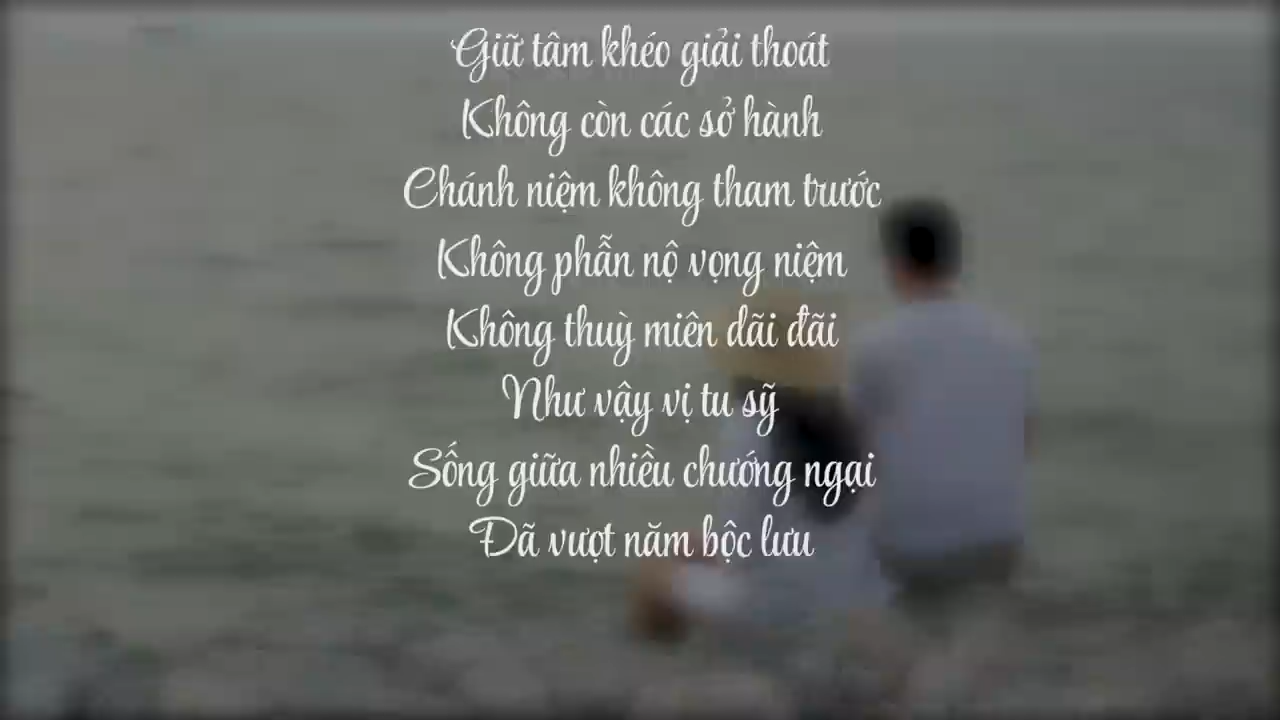 Giữ tâm khéo giải thoát
Không còn các sở hành
Chánh niệm không tham trước
Không phẫn nộ vọng niệm
Không thuỳ miên dãi đãi
Như vậy vị tu sỹ
Sống giữa nhiều chướng ngại
Đã vượt năm bộc lưu